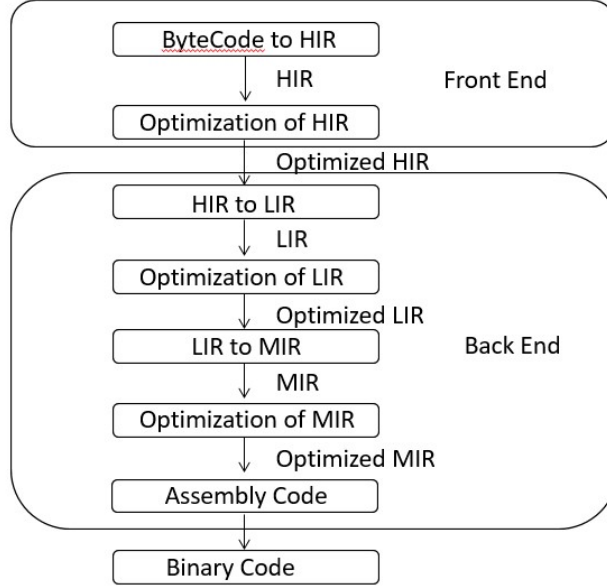 ByteCode to HIR
HIR
Front End
Optimization of HIR
Optimized HIR
HIR to LIR
LIR
Optimization of LIR
Optimized LIR
LIR to MIR
Back End
MIR
Optimization of MIR
Optimized MIR
Assembly Code
Binary Code